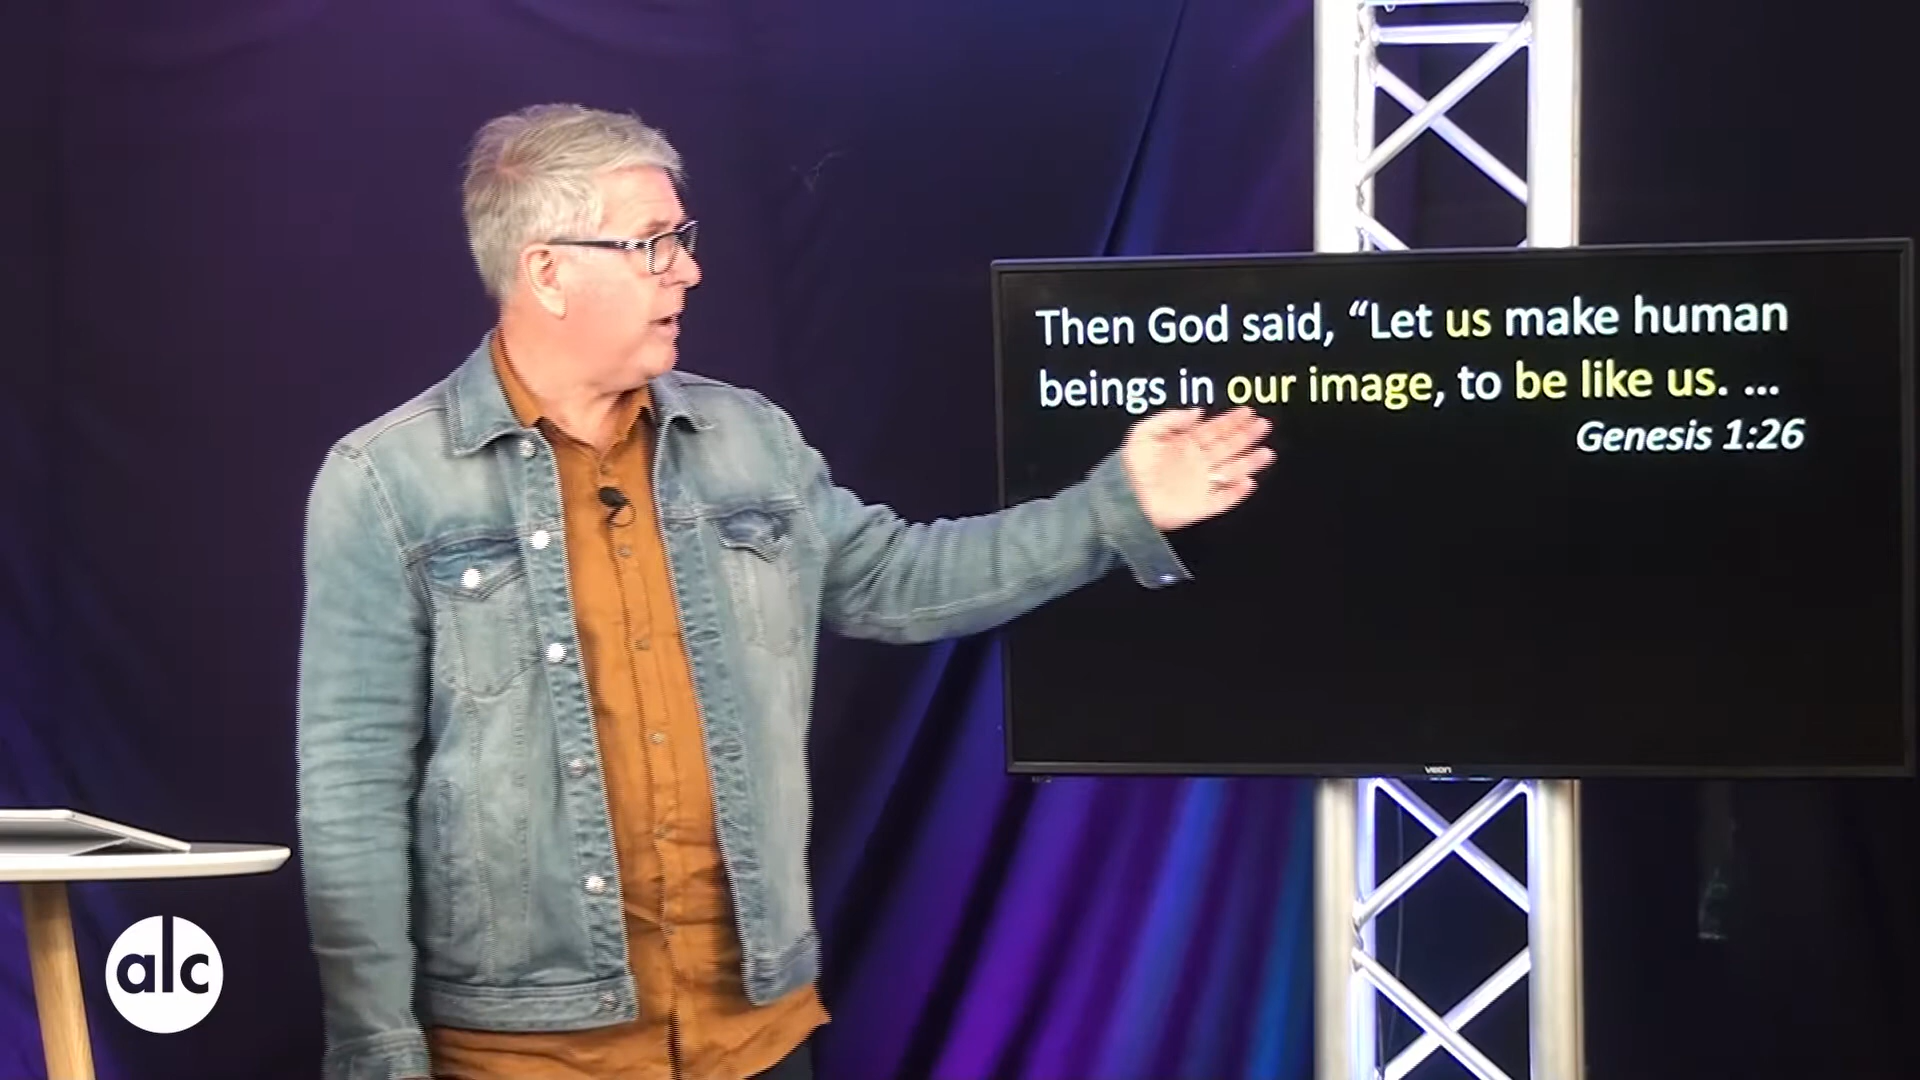 Then God said, “Let us make human
beings in our image, to be like us. ...
Genesis 1:26
VEON
alc